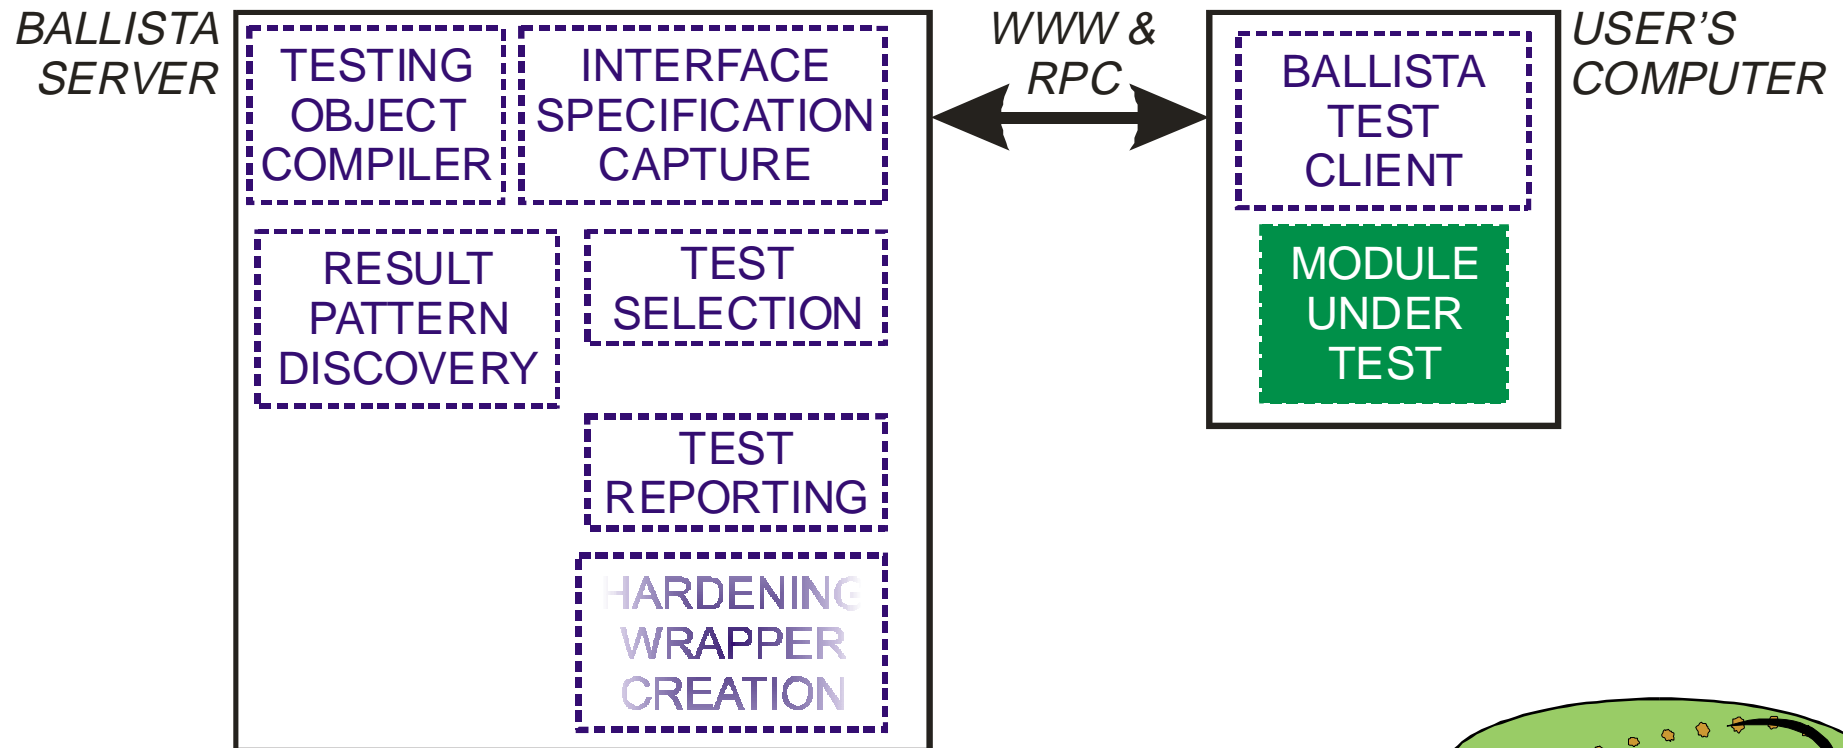 BALLISTA
SERVER
TESTING
OBJECT
COMPILER
INTERFACE
SPECIFICATION
CAPTURE
RESULT
PATTERN
DISCOVERY
TEST
SELECTION
TEST
REPORTING
HARDENING
WRAPPER
CREATION
WWW &
RPC
BALLISTA
TEST
CLIENT
MODULE
UNDER
TEST
USER'S
COMPUTER